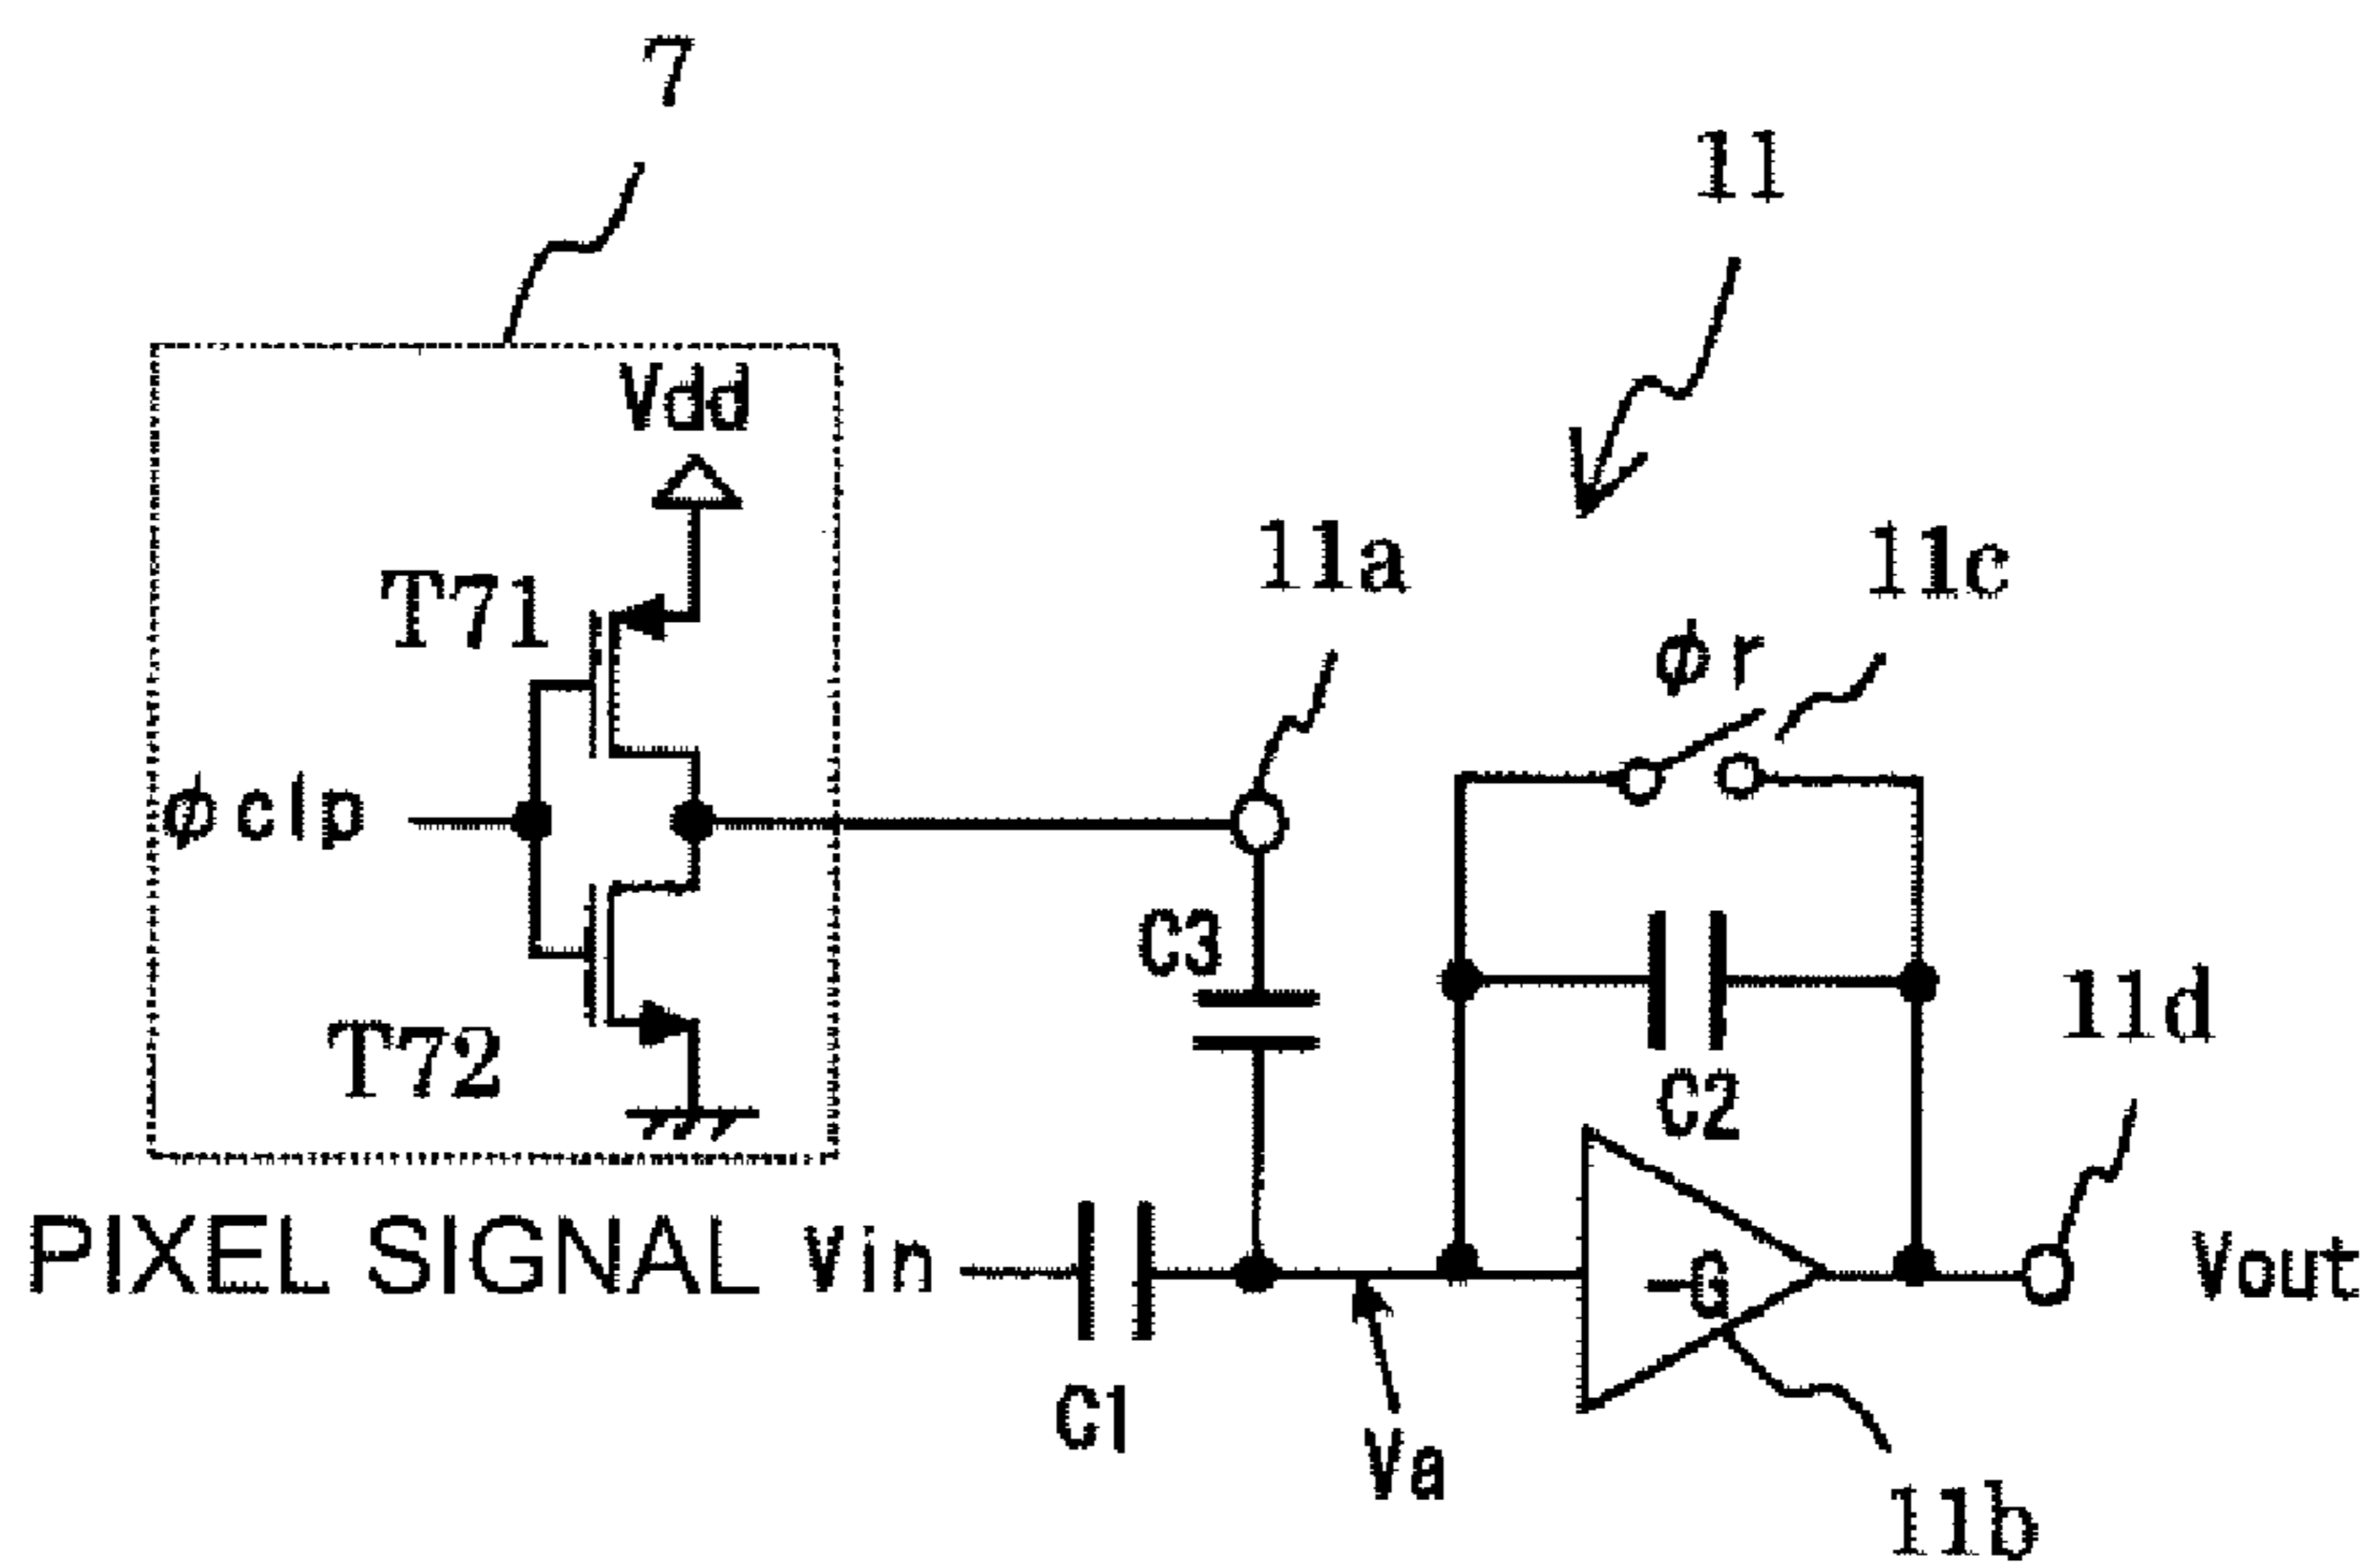 7
11
Vdd
11a
11c
T71
φr
φclp
C3
11d
T72
C2
PIXEL SIGNAL Vin
-G
Vout
C1
Va
11b